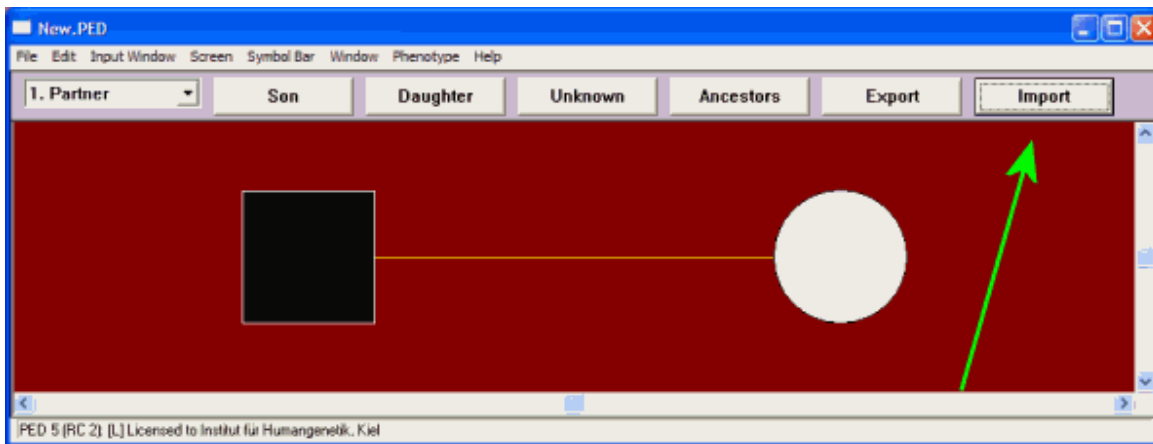 New.PED
File Edit Input Window Screen Symbol Bar Window Phenotype Help
1. Partner Son Daughter Unknown Ancestors Export Import
PED 5 (RC 2): [L] Licensed to Institut für Humangenetik, Kiel